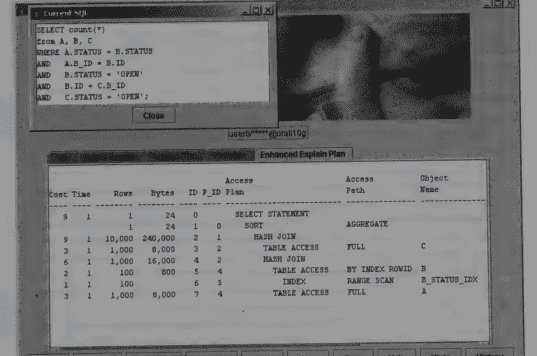 Current SQL
SELECT count(*)
from A, B, C
WHERE A.STATUS = B.STATUS
AND A.B_ID = B.ID
AND B.STATUS = 'OPEN'
AND B.ID = C.B_ID
AND C.STATUS = 'OPEN';
Close
Enhanced Explain Plan
Access Access Object
Cost Time Rows Bytes ID P_ID Plan Path Name
9 1 1 24 0 SELECT STATEMENT
1 24 1 0 SORT AGGREGATE
9 1 10,000 240,000 2 1 HASH JOIN
3 1 1,000 8,000 3 2 TABLE ACCESS FULL C
6 1 1,000 16,000 4 2 HASH JOIN
2 1 100 800 5 4 TABLE ACCESS BY INDEX ROWID B
1 1 100 6 5 INDEX RANGE SCAN B_STATUS_IDX
3 1 1,000 8,000 7 4 TABLE ACCESS FULL A